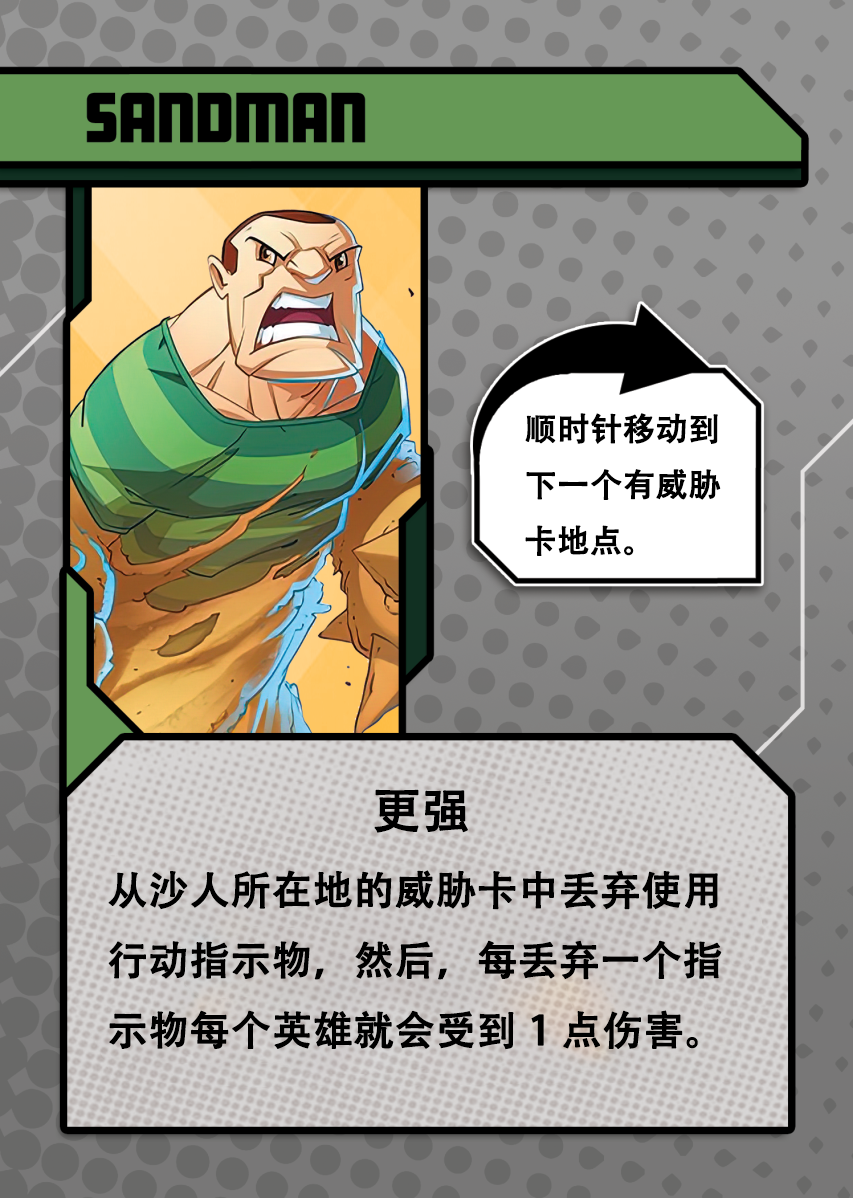 SANDMAN
顺时针移动到
下一个有威胁
卡地点。
更强
从沙人所在地的威胁卡中丢弃使用
行动指示物，然后，每丢弃一个指
示物每个英雄就会受到 1 点伤害。